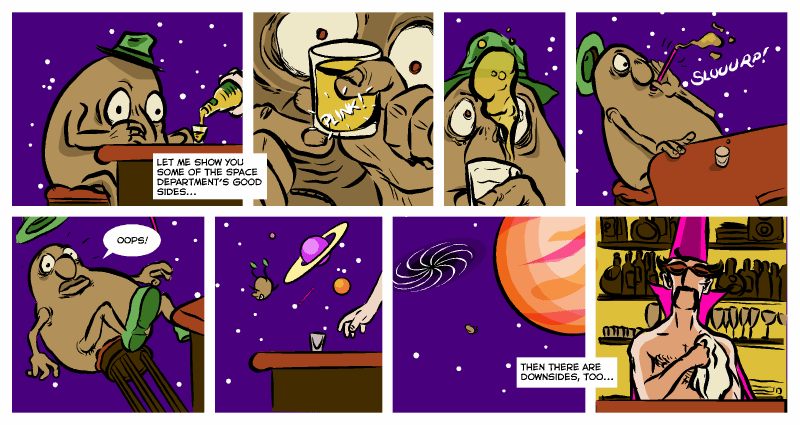 LET ME SHOW YOU
SOME OF THE SPACE
DEPARTMENT'S GOOD
SIDES...
PLINK!
SLUUURP!
OOPS!
THEN THERE ARE
DOWNSIDES, TOO...